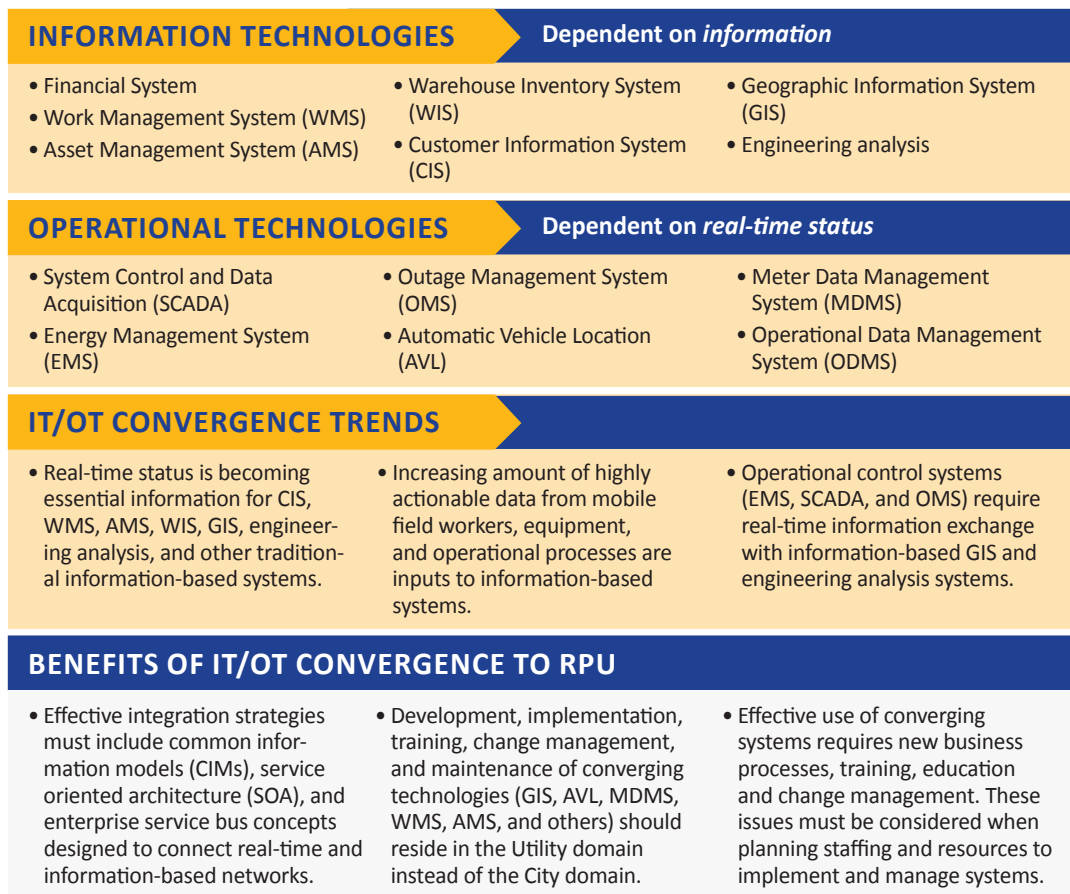 INFORMATION TECHNOLOGIES
Dependent on information
• Financial System
• Work Management System (WMS)
• Asset Management System (AMS)
• Warehouse Inventory System
(WIS)
• Customer Information System
(CIS)
• Geographic Information System
(GIS)
• Engineering analysis
OPERATIONAL TECHNOLOGIES
Dependent on real-time status
• System Control and Data
Acquisition (SCADA)
• Energy Management System
(EMS)
• Outage Management System
(OMS)
• Automatic Vehicle Location
(AVL)
• Meter Data Management
System (MDMS)
• Operational Data Management
System (ODMS)
IT/OT CONVERGENCE TRENDS
• Real-time status is becoming
essential information for CIS,
WMS, AMS, WIS, GIS, engineer-
ing analysis, and other tradition-
al information-based systems.
• Increasing amount of highly
actionable data from mobile
field workers, equipment,
and operational processes are
inputs to information-based
systems.
• Operational control systems
(EMS, SCADA, and OMS) require
real-time information exchange
with information-based GIS and
engineering analysis systems.
BENEFITS OF IT/OT CONVERGENCE TO RPU
• Effective integration strategies
must include common infor-
mation models (CIMs), service
oriented architecture (SOA), and
enterprise service bus concepts
designed to connect real-time and
information-based networks.
• Development, implementation,
training, change management,
and maintenance of converging
technologies (GIS, AVL, MDMS,
WMS, AMS, and others) should
reside in the Utility domain
instead of the City domain.
• Effective use of converging
systems requires new business
processes, training, education
and change management. These
issues must be considered when
planning staffing and resources to
implement and manage systems.